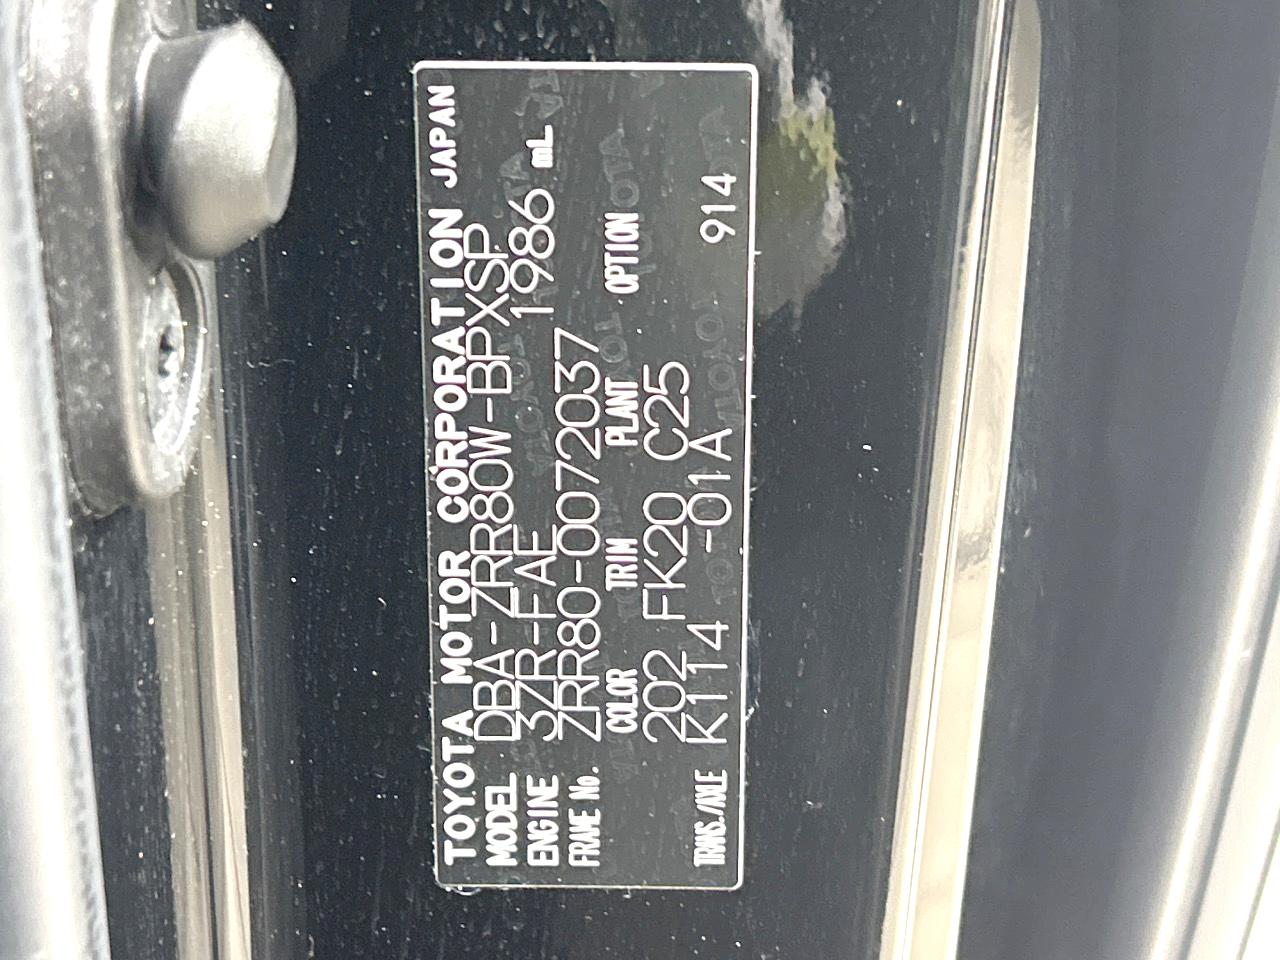 TOYOTA MOTOR CORPORATION JAPAN
MODEL DBA-ZRR80W-BPXSP
ENGINE 3ZR-FAE 1986 mL
FRAME No. ZRR80-0072037
COLOR TRIM PLANT OPTION
202 FK20 C25
TRANS./AXLE K114 -01A 914